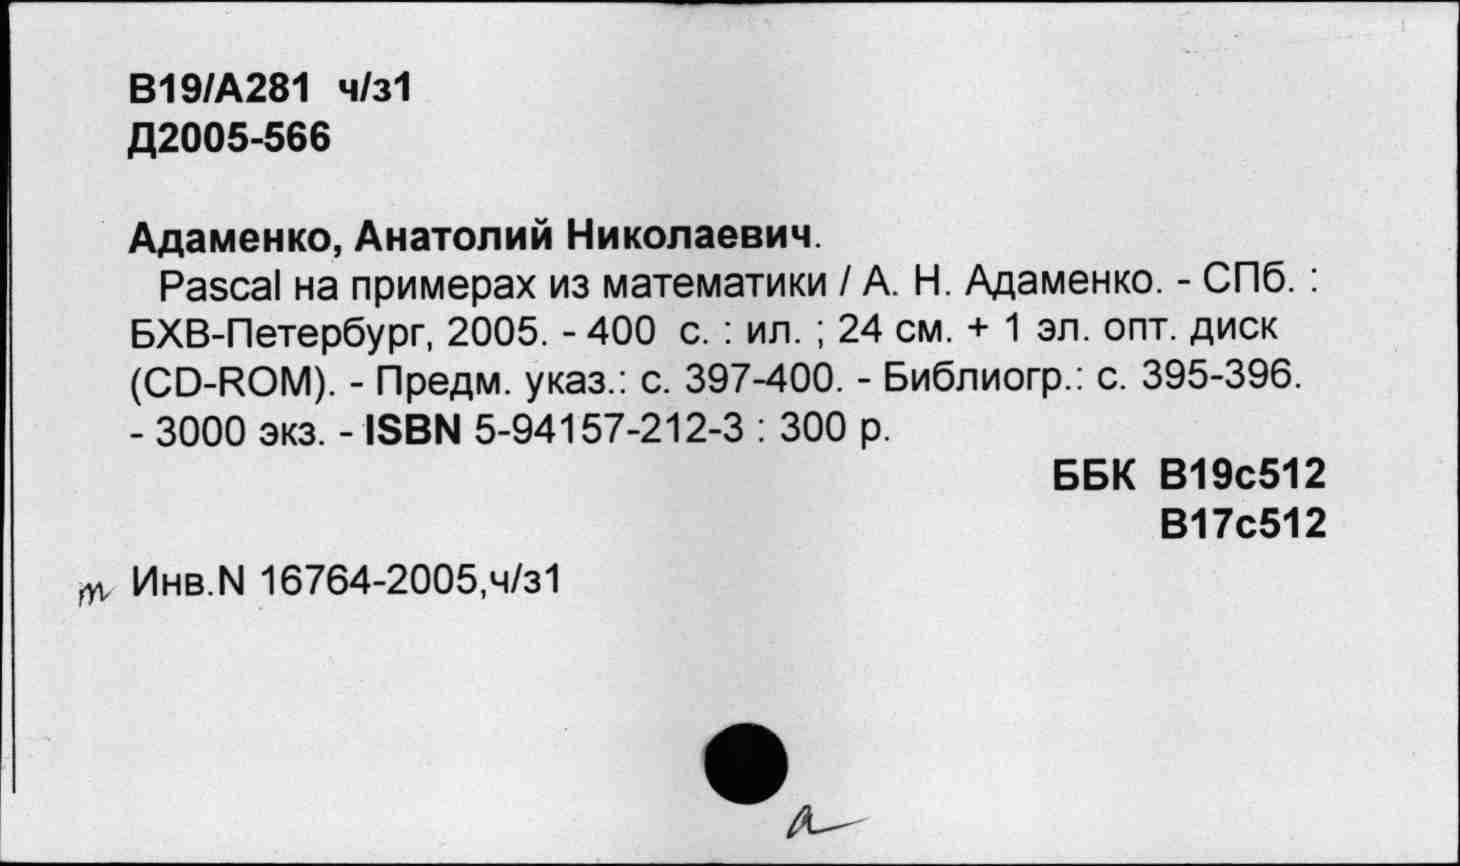 В19/А281 ч/з1
Д2005-566
Адаменко, Анатолий Николаевич.
Pascal на примерах из математики / А. Н. Адаменко. - СПб. :
БХВ-Петербург, 2005. - 400 с. : ил. ; 24 см. + 1 эл. опт. диск
(CD-ROM). - Предм. указ.: с. 397-400. - Библиогр.: с. 395-396.
- 3000 экз. - ISBN 5-94157-212-3 : 300 р.
ББК В19с512
В17с512
т Инв.N 16764-2005,ч/з1
а